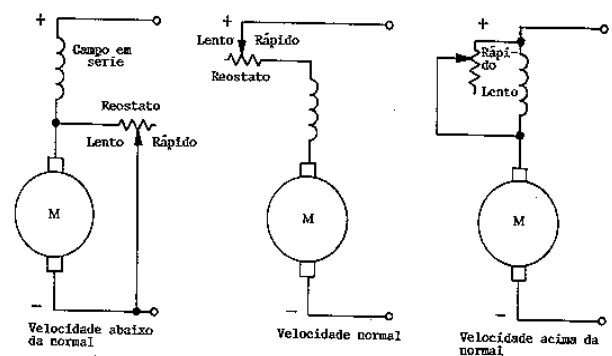 +
Campo em
serie
Reostato
Lento Rápido
M
−
Velocidade abaixo
da normal
+
Lento Rápido
Reostato
M
−
Velocidade normal
+
Rápi-
do
Lento
M
−
Velocidade acima da
normal